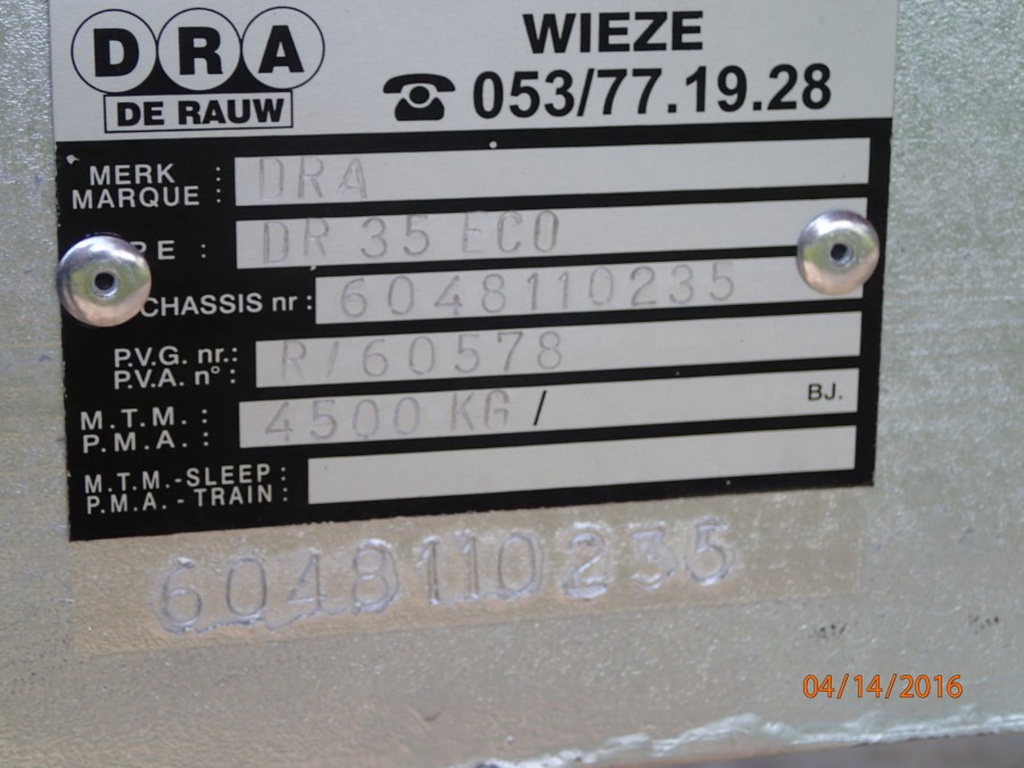 DRA WIEZE
DE RAUW ☎ 053/77.19.28
MERK
MARQUE : DRA
PE : DR 35 ECO
CHASSIS nr : 6048110235
P.V.G. nr.:
P.V.A. n° : R/60578
M.T.M. :
P.M.A. : 4500 KG / BJ.
M.T.M.-SLEEP :
P.M.A.-TRAIN :
6048110235
04/14/2016